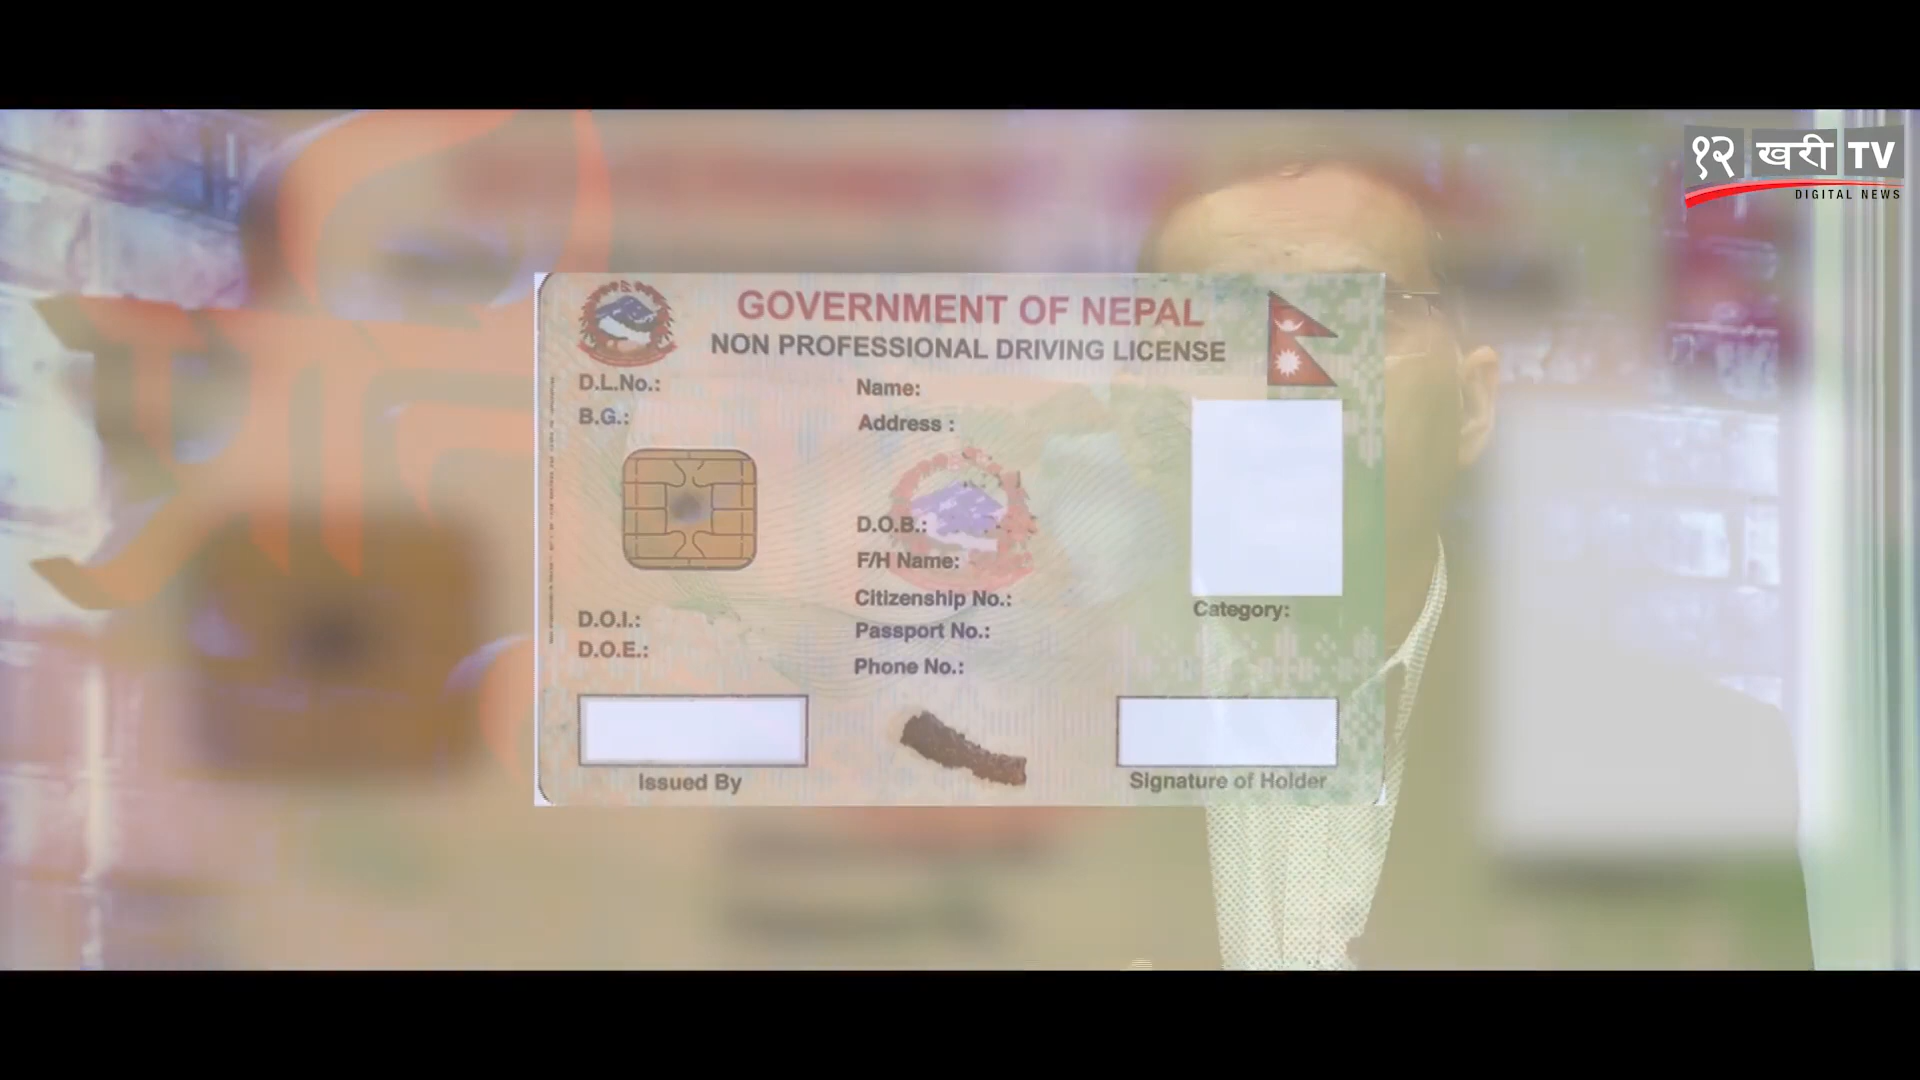 १२ खरी TV
DIGITAL NEWS
GOVERNMENT OF NEPAL
NON PROFESSIONAL DRIVING LICENSE
D.L.No.:
B.G.:
Name:
Address :
D.O.B.:
F/H Name:
Citizenship No.:
Passport No.:
Phone No.:
D.O.I.:
D.O.E.:
Category:
Issued By
Signature of Holder